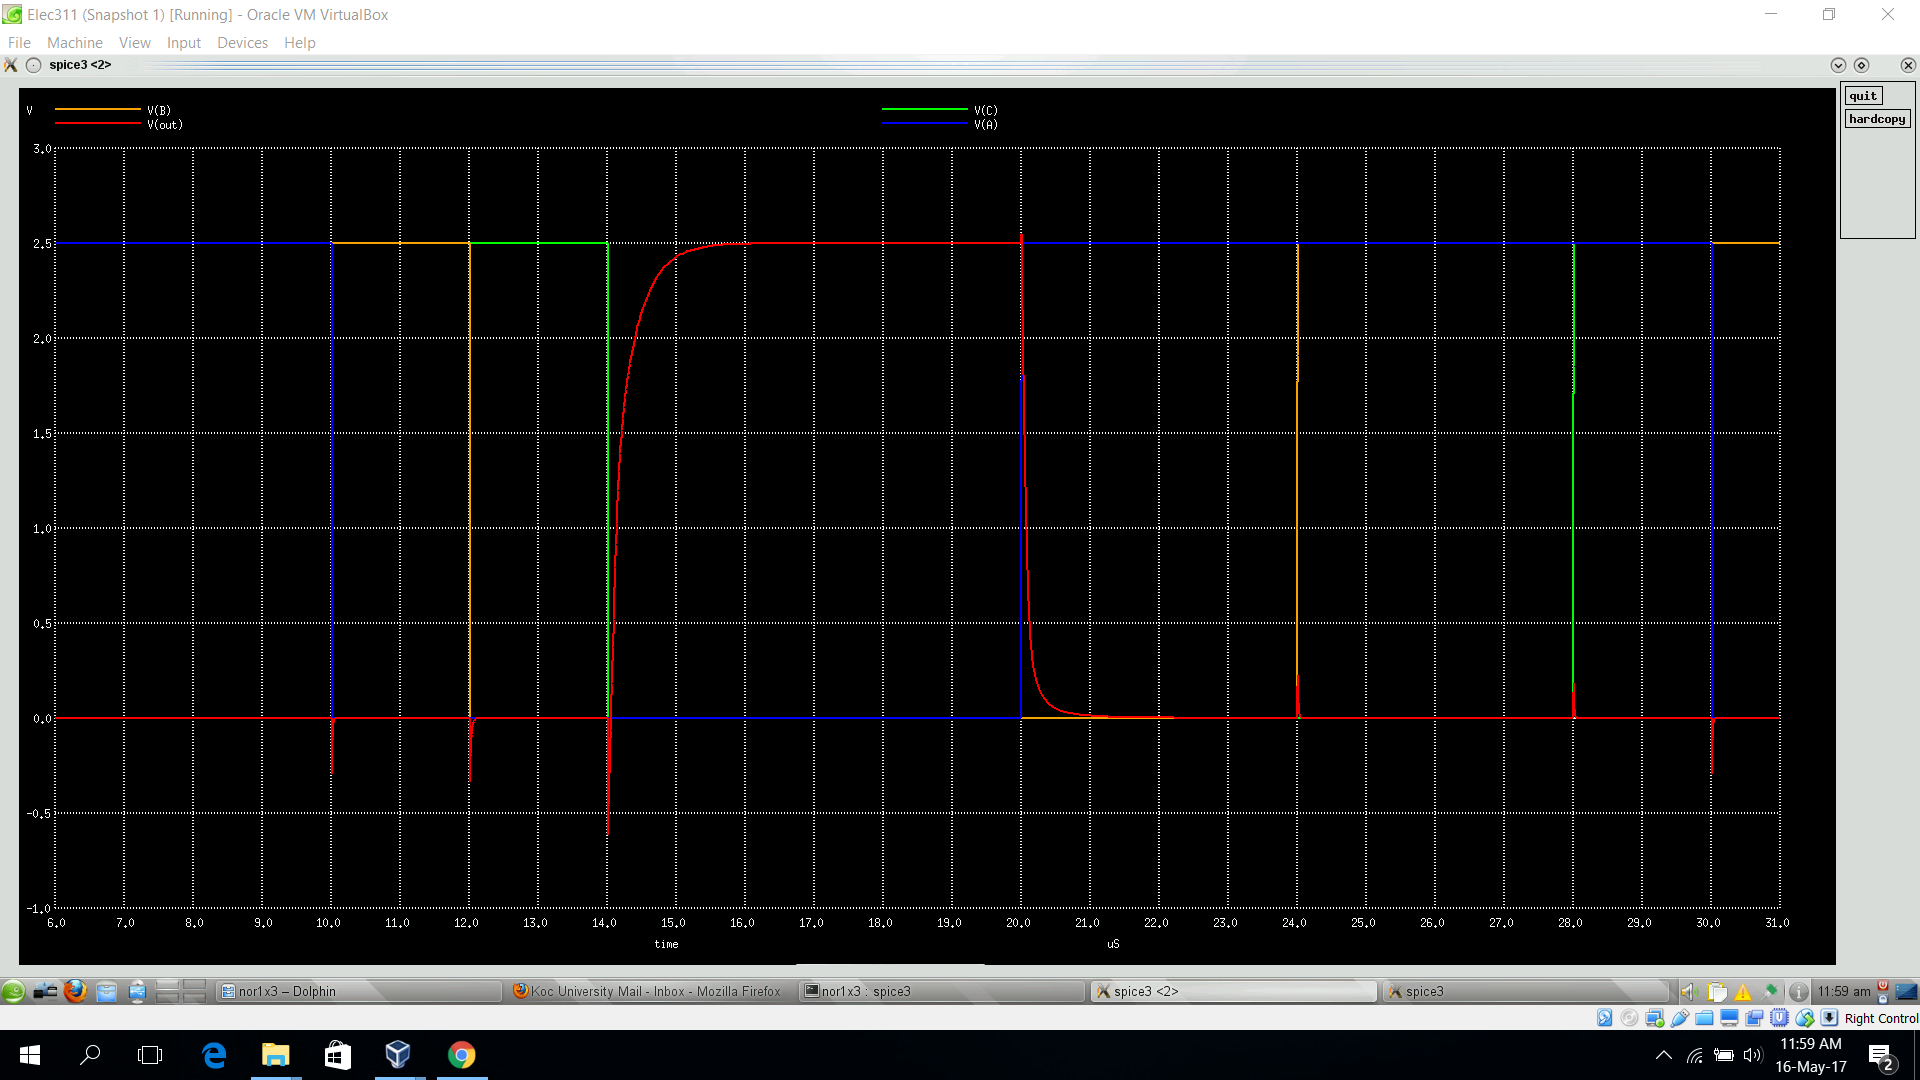 Elec311 (Snapshot 1) [Running] - Oracle VM VirtualBox
File Machine View Input Devices Help
spice3 <2>
quit
hardcopy
V V(B) V(C)
V(out) V(A)
3.0
2.5
2.0
1.5
1.0
0.5
0.0
-0.5
-1.0
6.0 7.0 8.0 9.0 10.0 11.0 12.0 13.0 14.0 15.0 16.0 17.0 18.0 19.0 20.0 21.0 22.0 23.0 24.0 25.0 26.0 27.0 28.0 29.0 30.0 31.0
time uS
nor1x3 – Dolphin Koc University Mail - Inbox - Mozilla Firefox nor1x3 : spice3 spice3 <2> spice3 11:59 am
Right Control
11:59 AM
16-May-17
2